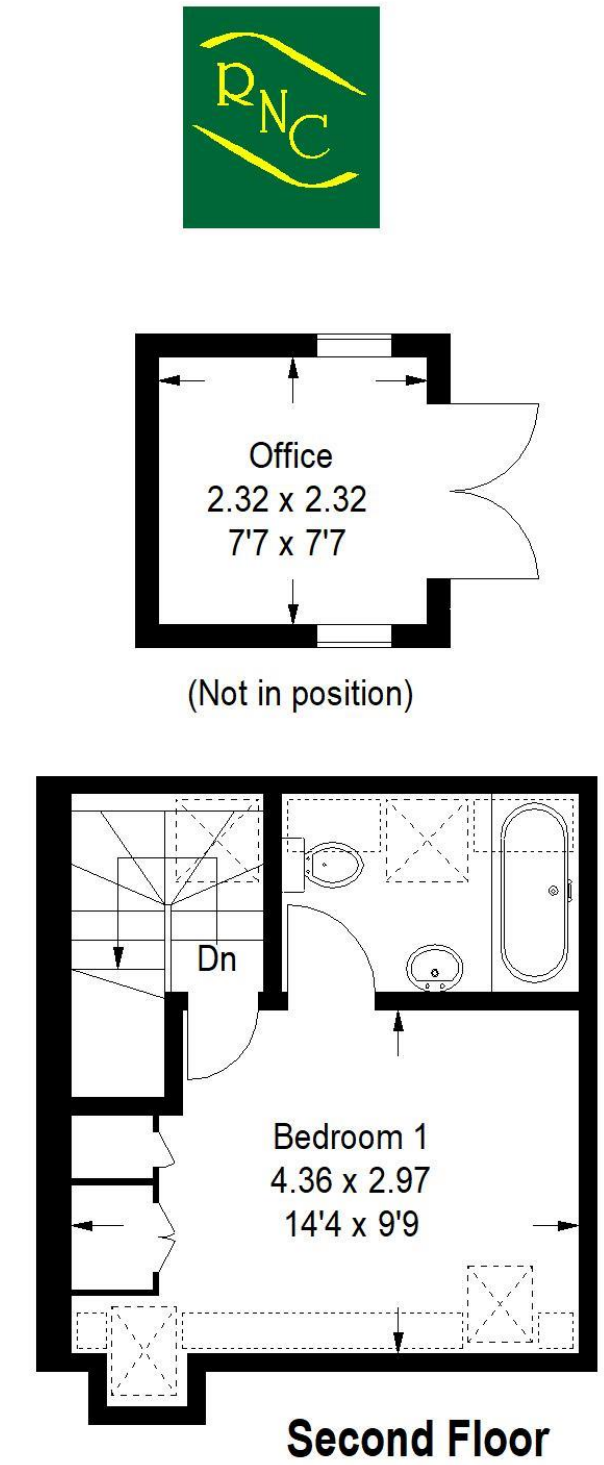 RNC
Office
2.32 x 2.32
7'7 x 7'7
(Not in position)
Dn
Bedroom 1
4.36 x 2.97
14'4 x 9'9
Second Floor